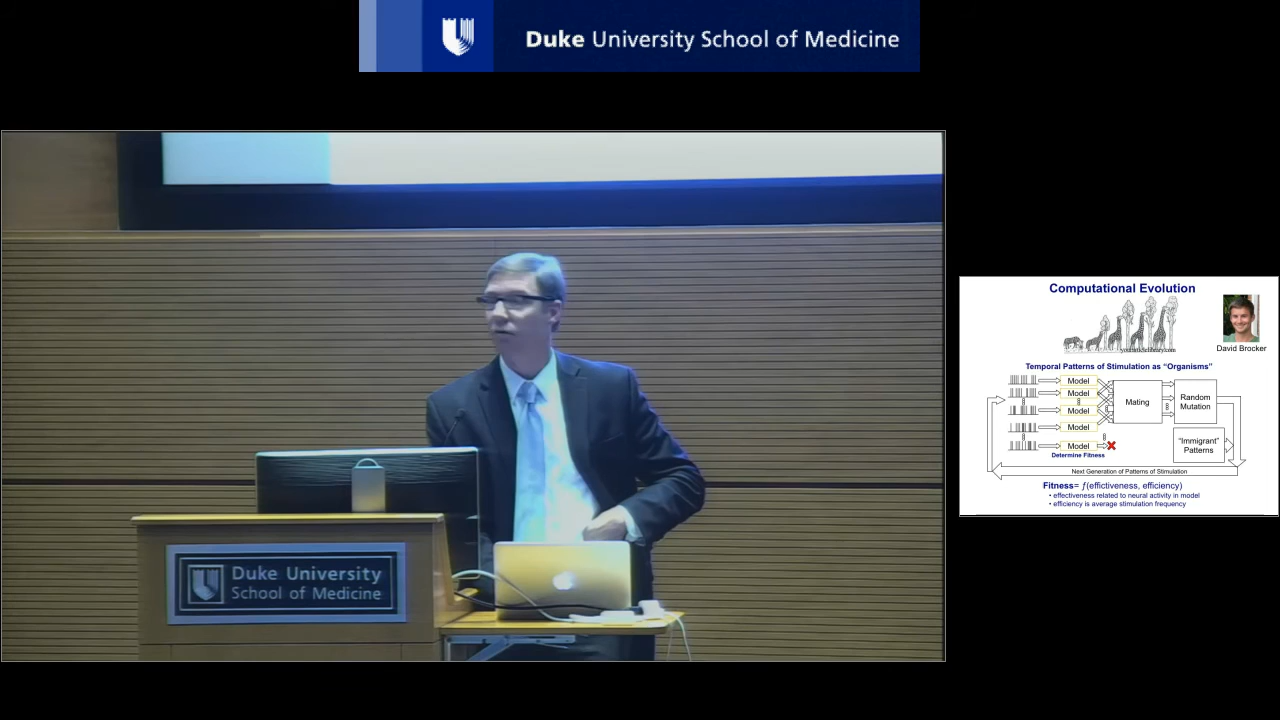 Duke University School of Medicine
Duke University
School of Medicine
Computational Evolution
David Brocker
Temporal Patterns of Stimulation as “Organisms”
Model
Model
Model
Model
Model
Mating
Random
Mutation
“Immigrant”
Patterns
Determine Fitness
Next Generation of Patterns of Stimulation
Fitness= ƒ(effictiveness, efficiency)
• effectiveness related to neural activity in model
• efficiency is average stimulation frequency